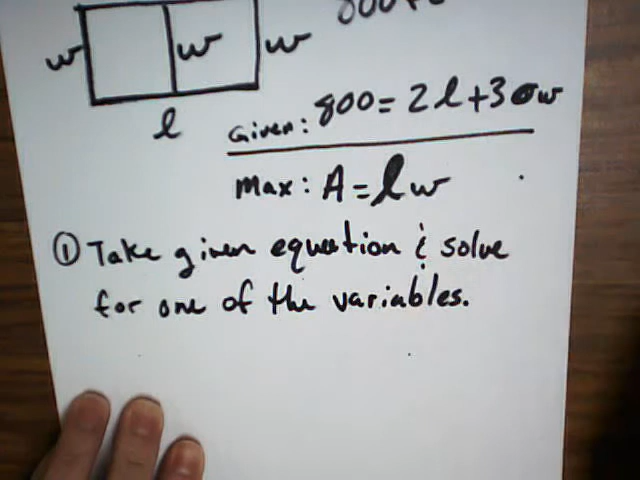 w w w
l
Given: 800 = 2l + 3w
Max: A = lw
① Take given equation & solve
for one of the variables.